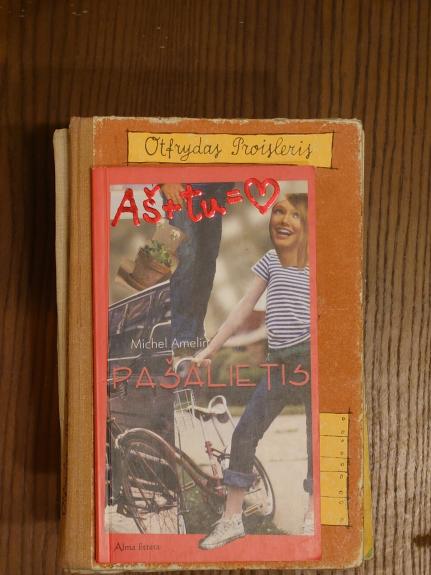 Otfrydas Proisleris
Aš+tu=♡
Michel Amelin
PAŠALIETIS
Alma littera